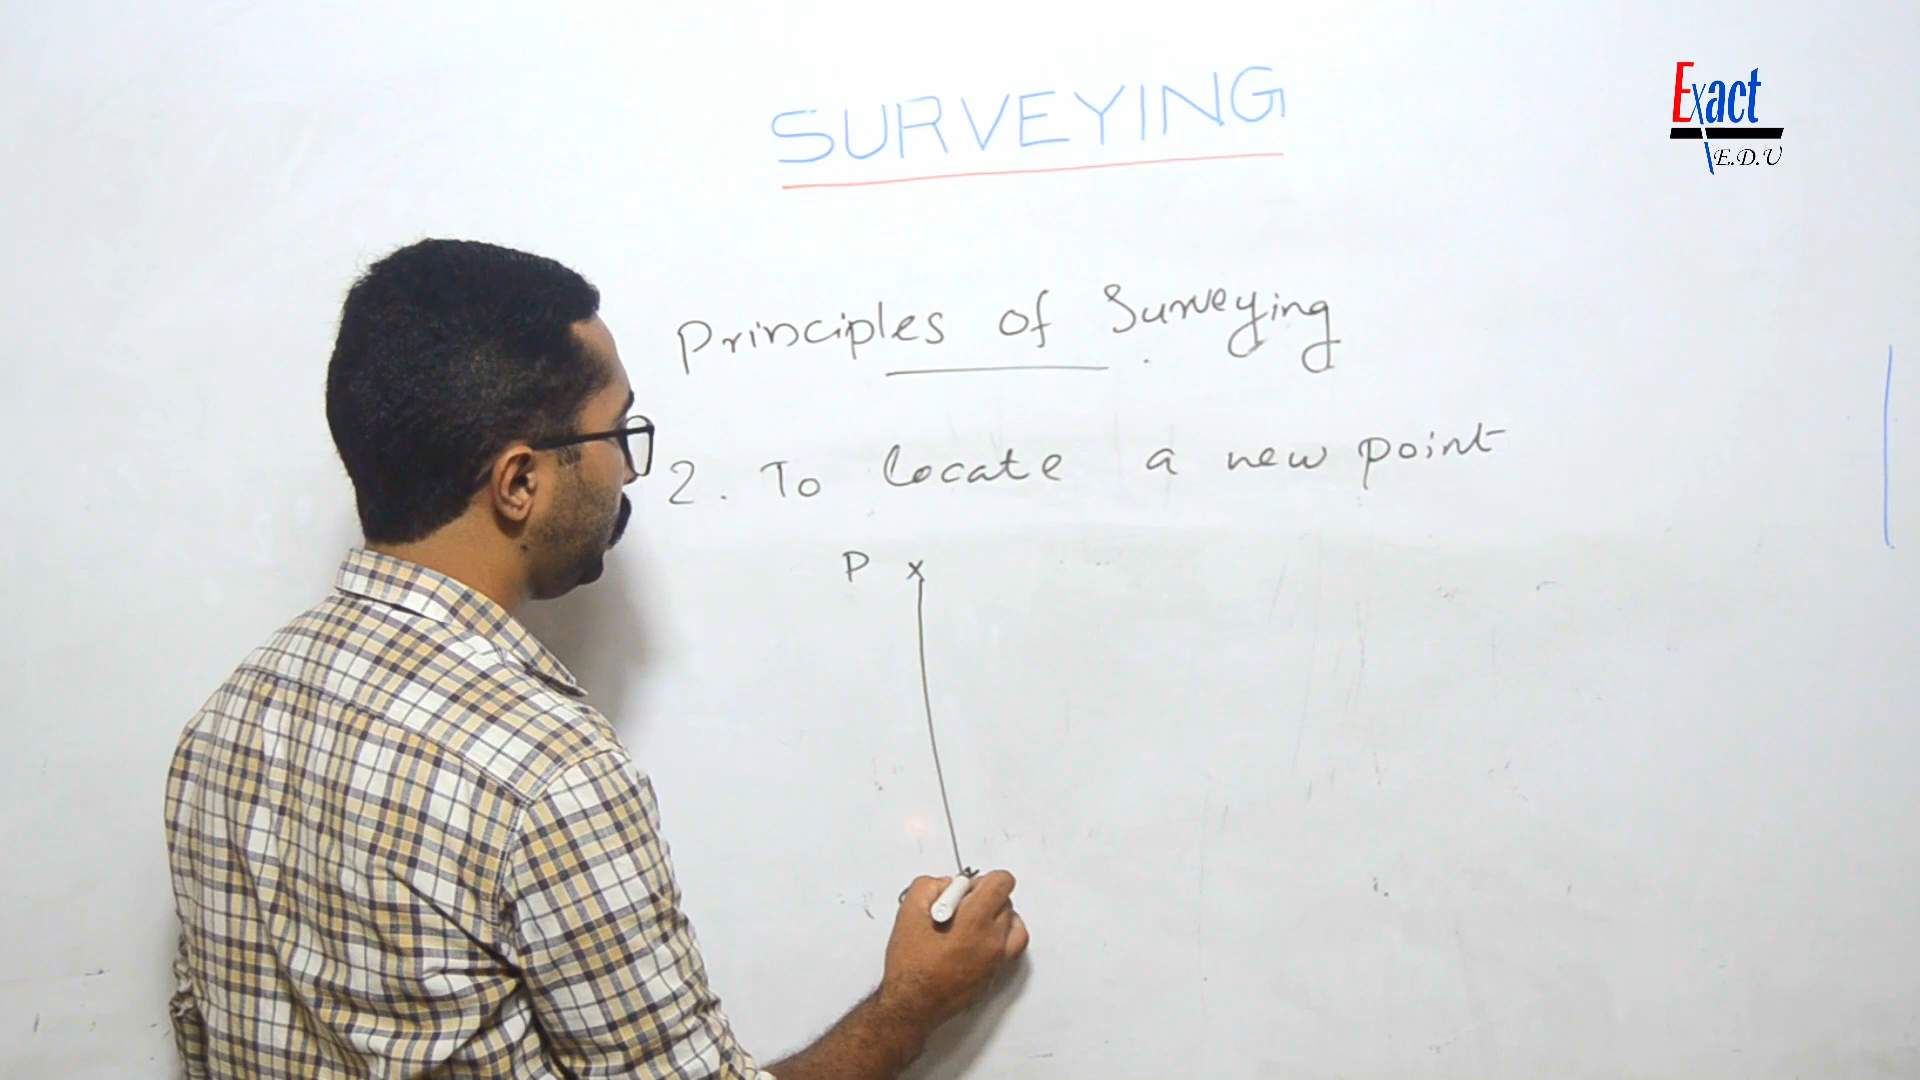 SURVEYING
Exact
E.D.U
Principles of Surveying
2. To locate a new point
P x